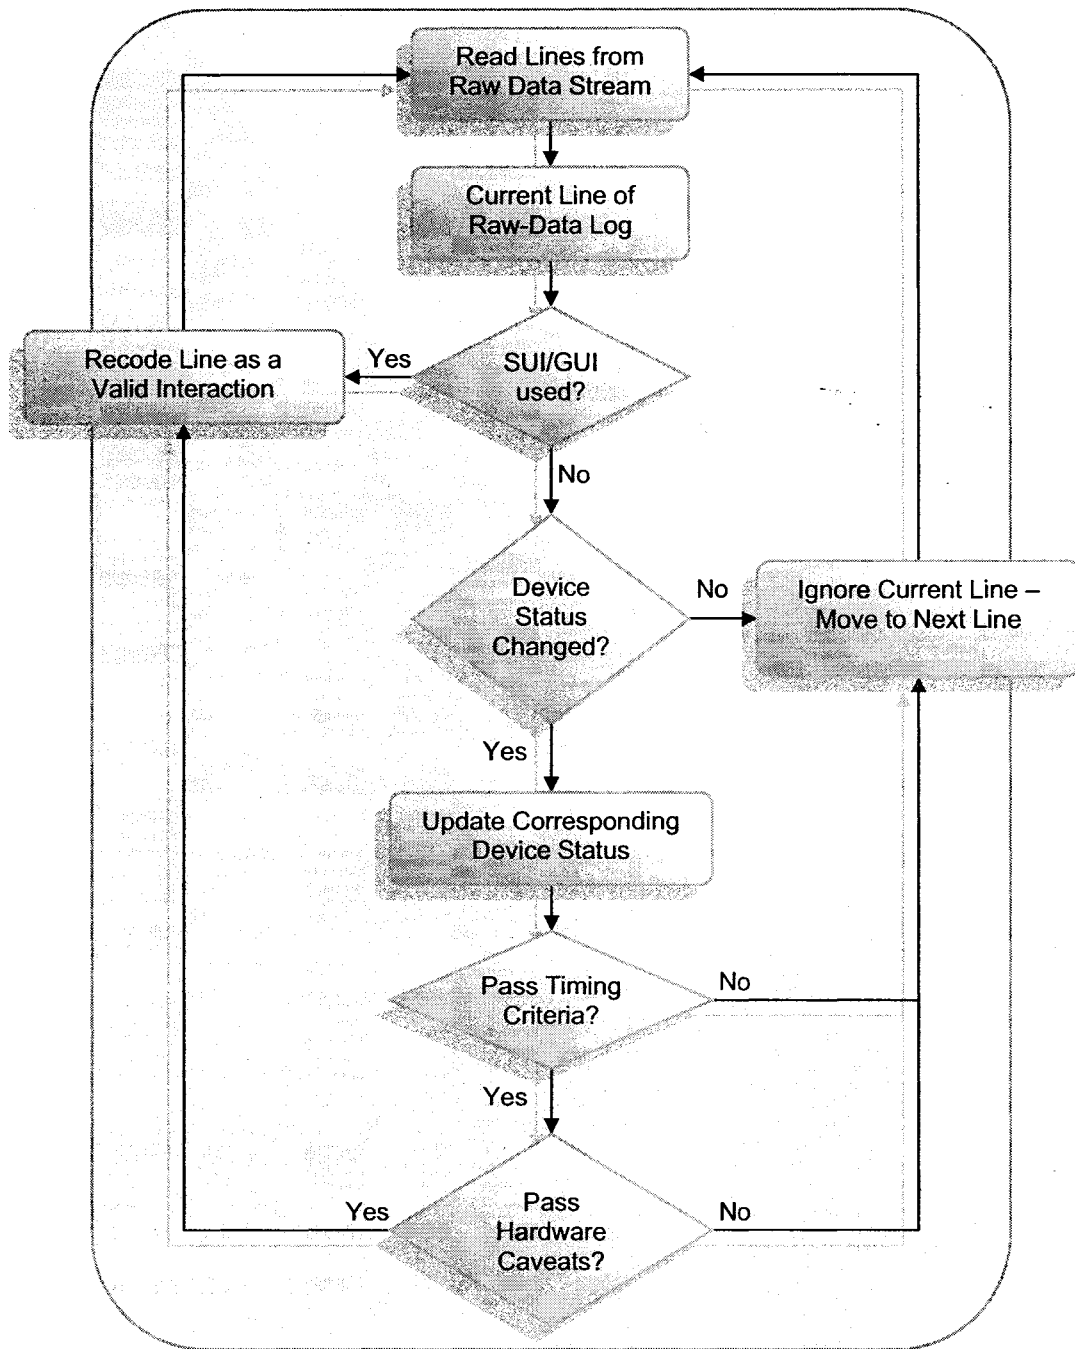 Read Lines from
Raw Data Stream
Current Line of
Raw-Data Log
SUI/GUI
used?
Yes
Recode Line as a
Valid Interaction
No
Device
Status
Changed?
No
Ignore Current Line –
Move to Next Line
Yes
Update Corresponding
Device Status
Pass Timing
Criteria?
No
Yes
Pass
Hardware
Caveats?
Yes
No